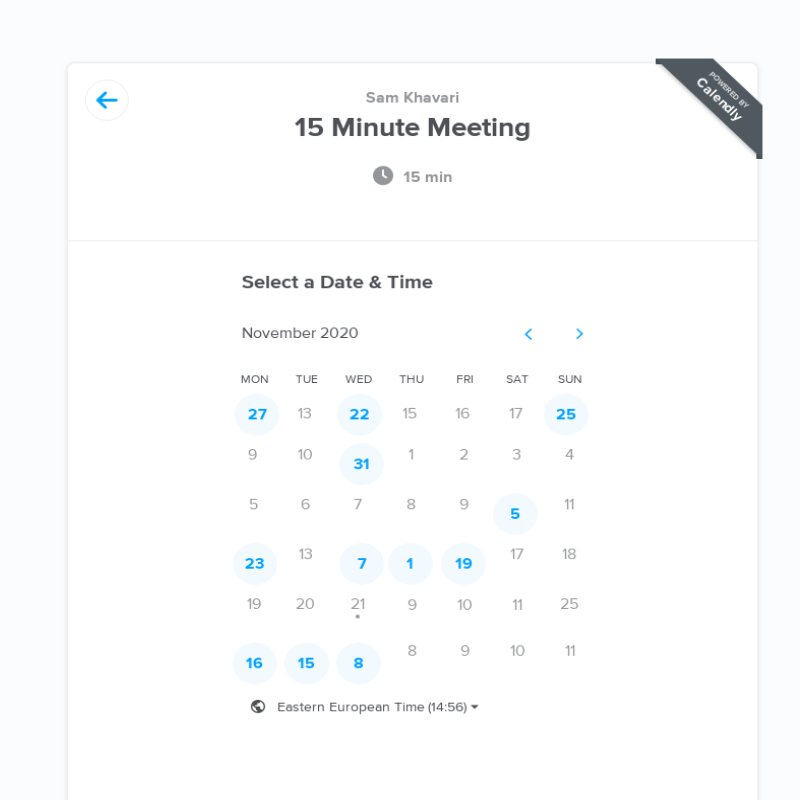 POWERED BY
Calendly
Sam Khavari
15 Minute Meeting
15 min
Select a Date & Time
November 2020
MON TUE WED THU FRI SAT SUN
27 13 22 15 16 17 25
9 10 31 1 2 3 4
5 6 7 8 9 5 11
23 13 7 1 19 17 18
19 20 21 9 10 11 25
16 15 8 8 9 10 11
Eastern European Time (14:56)